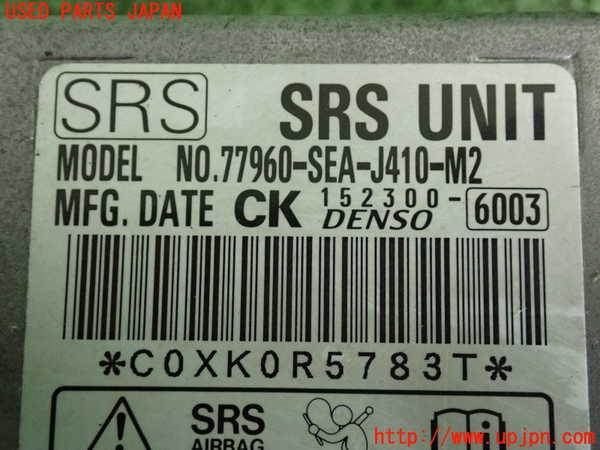 USED PARTS JAPAN
SRS SRS UNIT
MODEL NO.77960-SEA-J410-M2
MFG. DATE CK 152300-6003
DENSO
*C0XK0R5783T*
SRS
AIRBAG
http://www.upjpn.com